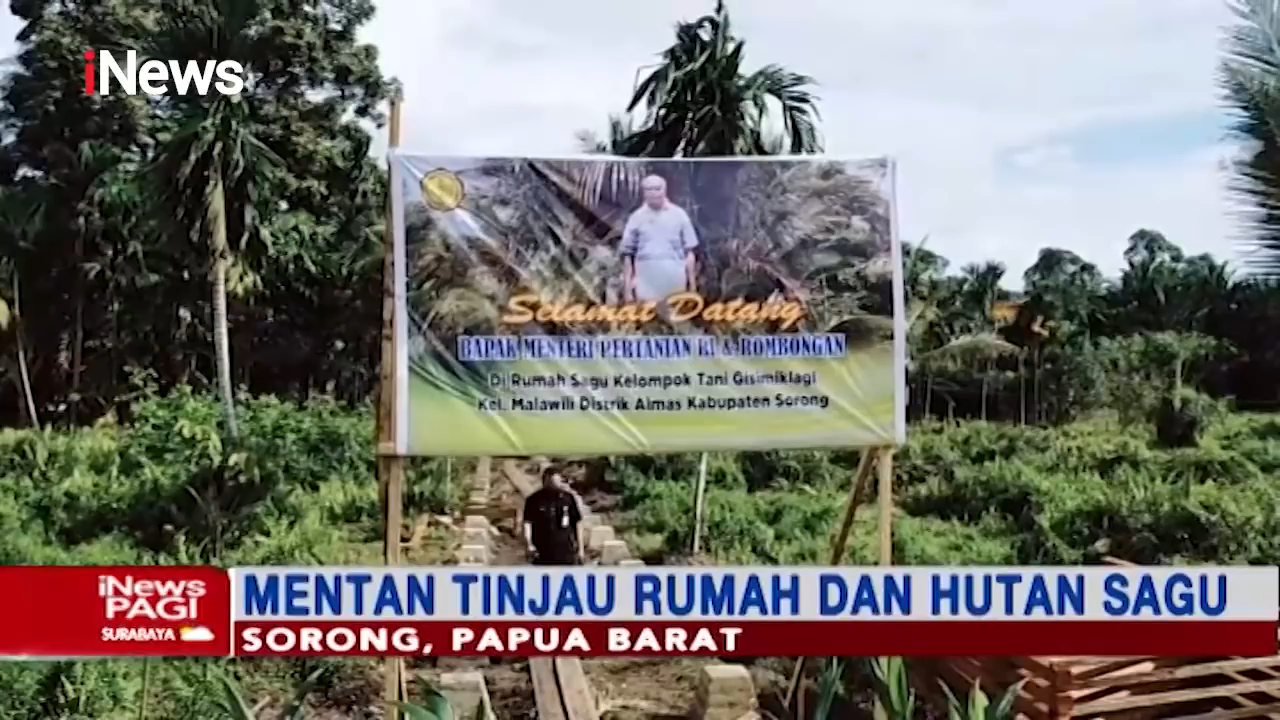 iNews
Selamat Datang
BAPAK MENTERI PERTANIAN RI & ROMBONGAN
Di Rumah Sagu Kelompok Tani Gisimiklagi
Kel. Malawili Distrik Aimas Kabupaten Sorong
iNews
PAGI
SURABAYA
MENTAN TINJAU RUMAH DAN HUTAN SAGU
SORONG, PAPUA BARAT